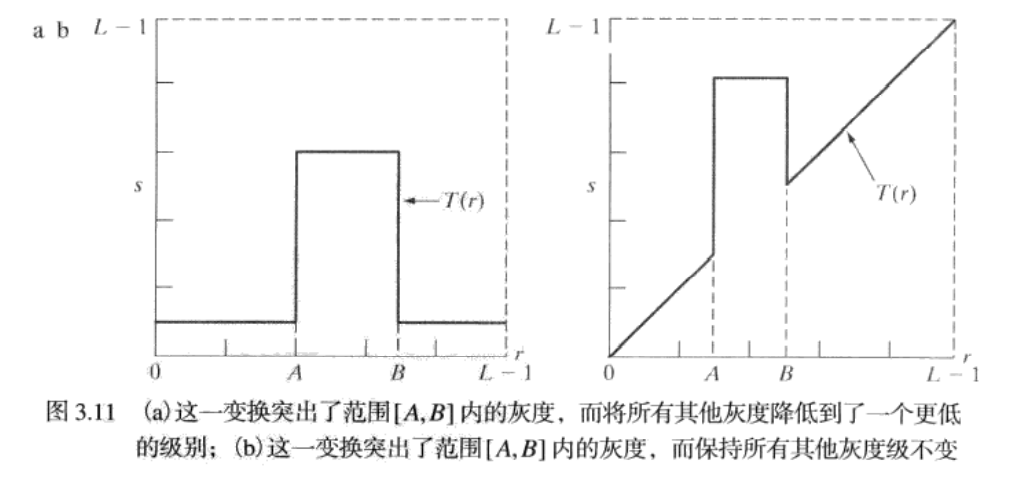 a b
L − 1
s
T(r)
0
A
B
L − 1
r
L − 1
s
T(r)
0
A
B
L − 1
r
图 3.11 (a)这一变换突出了范围[A,B]内的灰度，而将所有其他灰度降低到了一个更低
的级别；(b)这一变换突出了范围[A,B]内的灰度，而保持所有其他灰度级不变